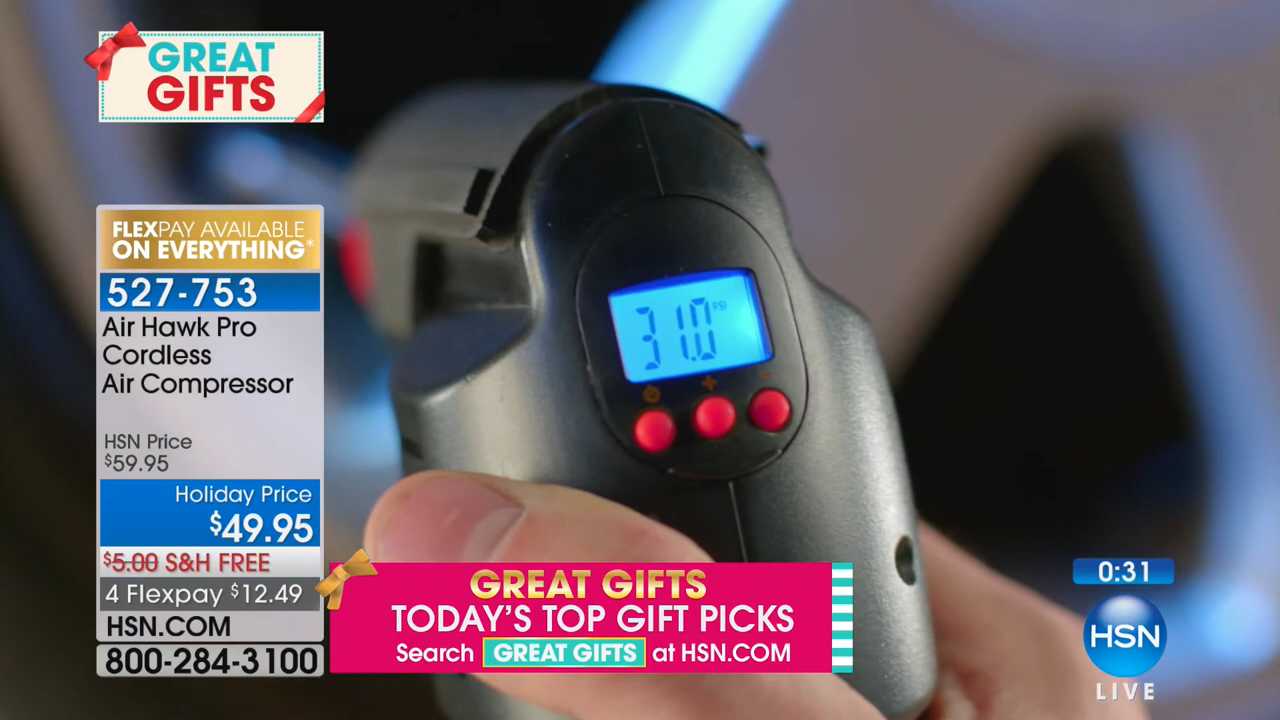 GREAT
GIFTS
FLEXPAY AVAILABLE
ON EVERYTHING*
527-753
Air Hawk Pro
Cordless
Air Compressor
HSN Price
$59.95
Holiday Price
$49.95
$5.00 S&H FREE
4 Flexpay $12.49
HSN.COM
800-284-3100
31.0 PSI
GREAT GIFTS
TODAY'S TOP GIFT PICKS
Search GREAT GIFTS at HSN.COM
0:31
HSN
LIVE